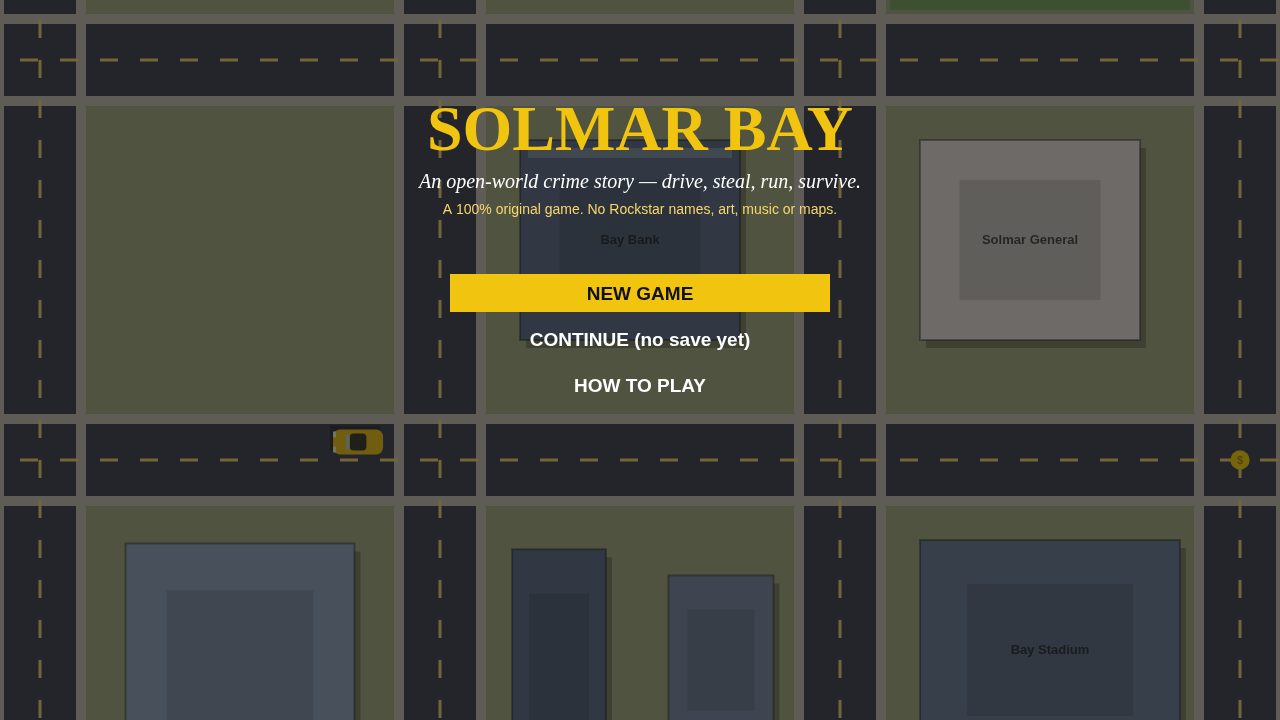 SOLMAR BAY
An open-world crime story — drive, steal, run, survive.
A 100% original game. No Rockstar names, art, music or maps.
Bay Bank
Solmar General
NEW GAME
CONTINUE (no save yet)
HOW TO PLAY
$
Bay Stadium